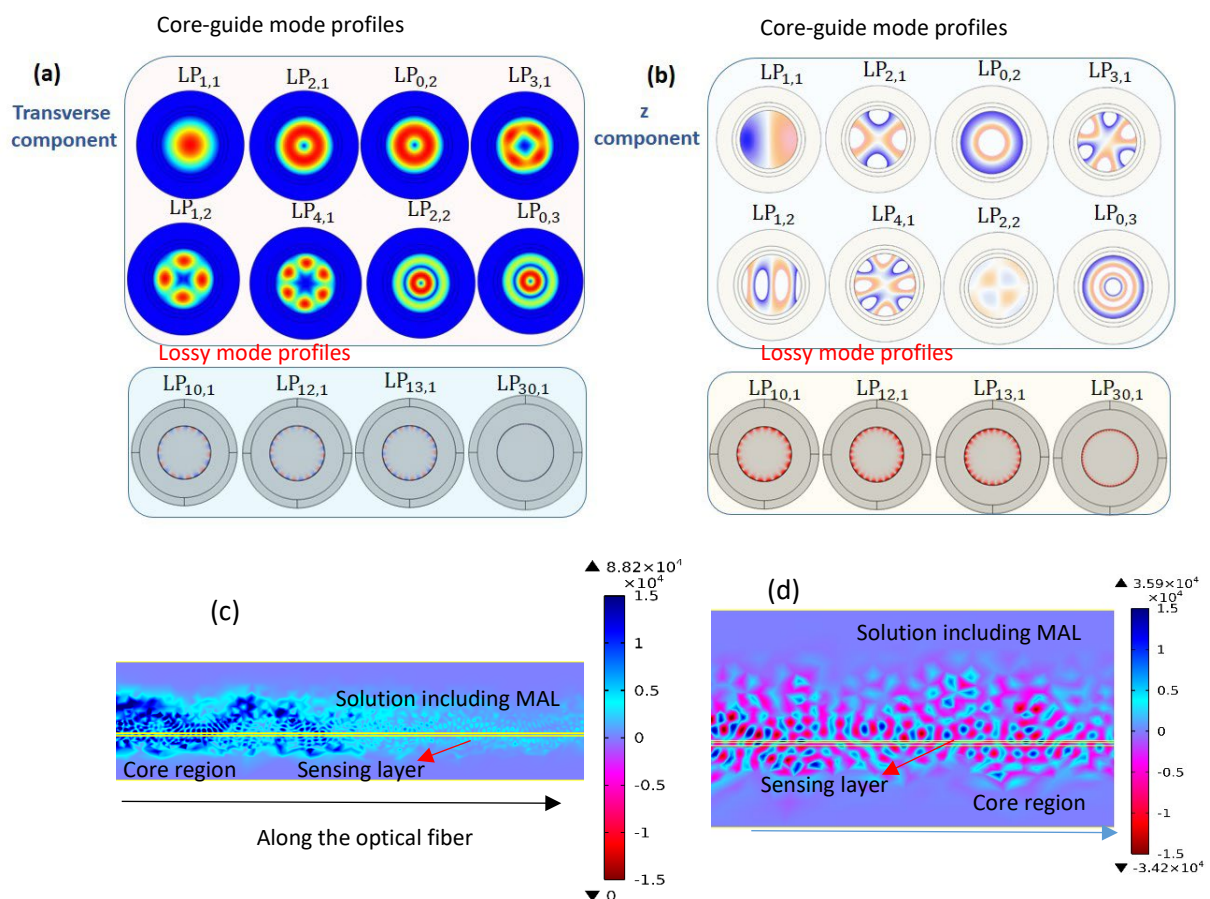 Core-guide mode profiles
(a)
Transverse
component
LP1,1 LP2,1 LP0,2 LP3,1
LP1,2 LP4,1 LP2,2 LP0,3
Lossy mode profiles
LP10,1 LP12,1 LP13,1 LP30,1
Core-guide mode profiles
(b)
z
component
LP1,1 LP2,1 LP0,2 LP3,1
LP1,2 LP4,1 LP2,2 LP0,3
Lossy mode profiles
LP10,1 LP12,1 LP13,1 LP30,1
(c)
Solution including MAL
Core region
Sensing layer
Along the optical fiber
▲ 8.82×10⁴
×10⁴
1.5
1
0.5
0
-0.5
-1
-1.5
▼ 0
(d)
Solution including MAL
Sensing layer
Core region
▲ 3.59×10⁴
×10⁴
1.5
1
0.5
0
-0.5
-1
-1.5
▼ -3.42×10⁴